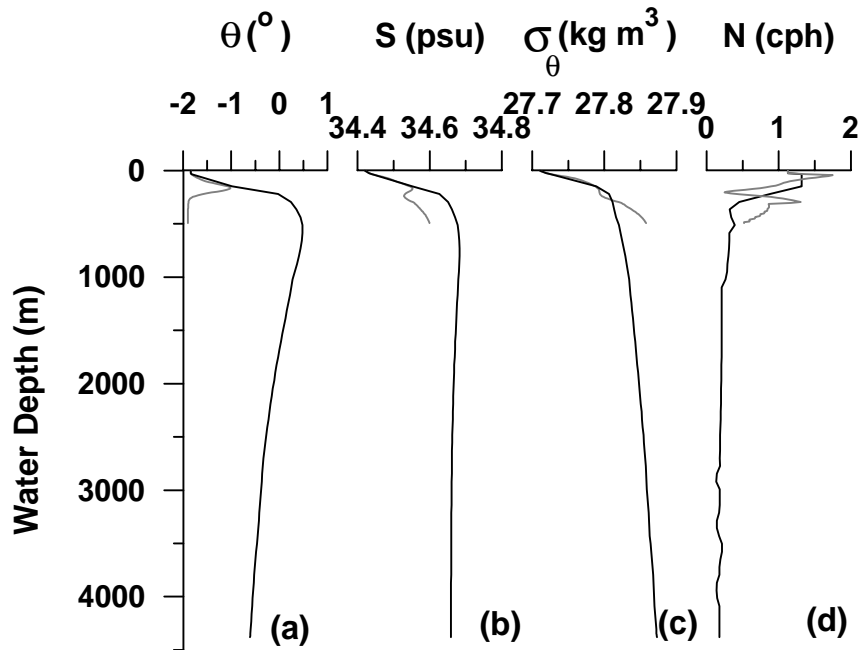 θ (°) S (psu) σθ (kg m³) N (cph)
-2 -1 0 1 27.7 27.8 27.9 0 1 2
34.4 34.6 34.8
0
1000
2000
3000
4000
Water Depth (m)
(a) (b) (c) (d)